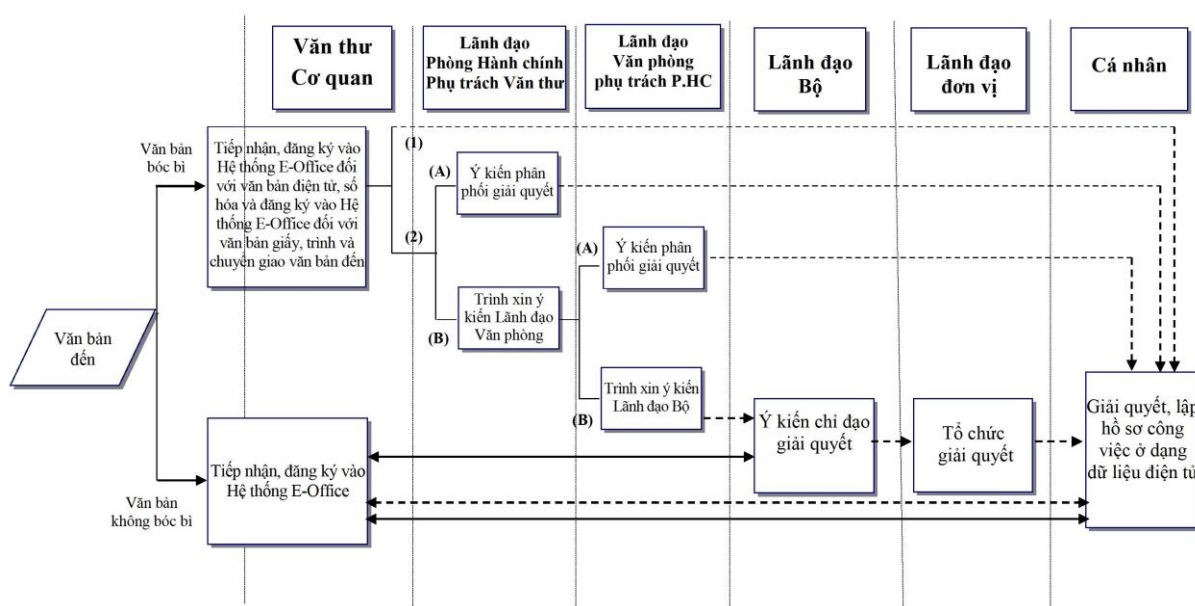 Văn thư
Cơ quan
Lãnh đạo
Phòng Hành chính
Phụ trách Văn thư
Lãnh đạo
Văn phòng
phụ trách P.HC
Lãnh đạo
Bộ
Lãnh đạo
đơn vị
Cá nhân
Văn bản
bóc bì
Tiếp nhận, đăng ký vào
Hệ thống E-Office đối
với văn bản điện tử, số
hóa và đăng ký vào Hệ
thống E-Office đối với
văn bản giấy, trình và
chuyển giao văn bản đến
(1)
(2)
(A)
Ý kiến phân
phối giải quyết
(B)
Trình xin ý
kiến Lãnh đạo
Văn phòng
(A)
Ý kiến phân
phối giải quyết
(B)
Trình xin ý kiến
Lãnh đạo Bộ
Văn bản
đến
Ý kiến chỉ đạo
giải quyết
Tổ chức
giải quyết
Giải quyết, lập
hồ sơ công
việc ở dạng
dữ liệu điện tử
Tiếp nhận, đăng ký vào
Hệ thống E-Office
Văn bản
không bóc bì